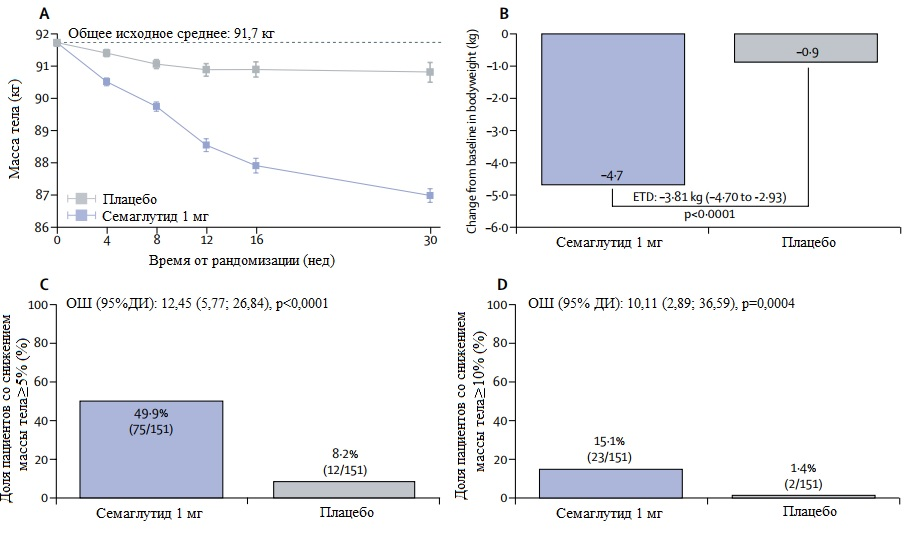 A
Общее исходное среднее: 91,7 кг
92
91
90
89
88
87
86
Масса тела (кг)
Плацебо
Семаглутид 1 мг
0
4
8
12
16
30
Время от рандомизации (нед)
B
0
–1·0
–2·0
–3·0
–4·0
–5·0
–6·0
Change from baseline in bodyweight (kg)
–0·9
–4·7
ETD: –3·81 kg (–4·70 to -2·93)
p<0·0001
Семаглутид 1 мг
Плацебо
C
ОШ (95%ДИ): 12,45 (5,77; 26,84), p<0,0001
100
80
60
40
20
0
Доля пациентов со снижением
массы тела≥5% (%)
49·9%
(75/151)
8·2%
(12/151)
Семаглутид 1 мг
Плацебо
D
ОШ (95% ДИ): 10,11 (2,89; 36,59), p=0,0004
100
80
60
40
20
0
Доля пациентов со снижением
массы тела≥10% (%)
15·1%
(23/151)
1·4%
(2/151)
Семаглутид 1 мг
Плацебо